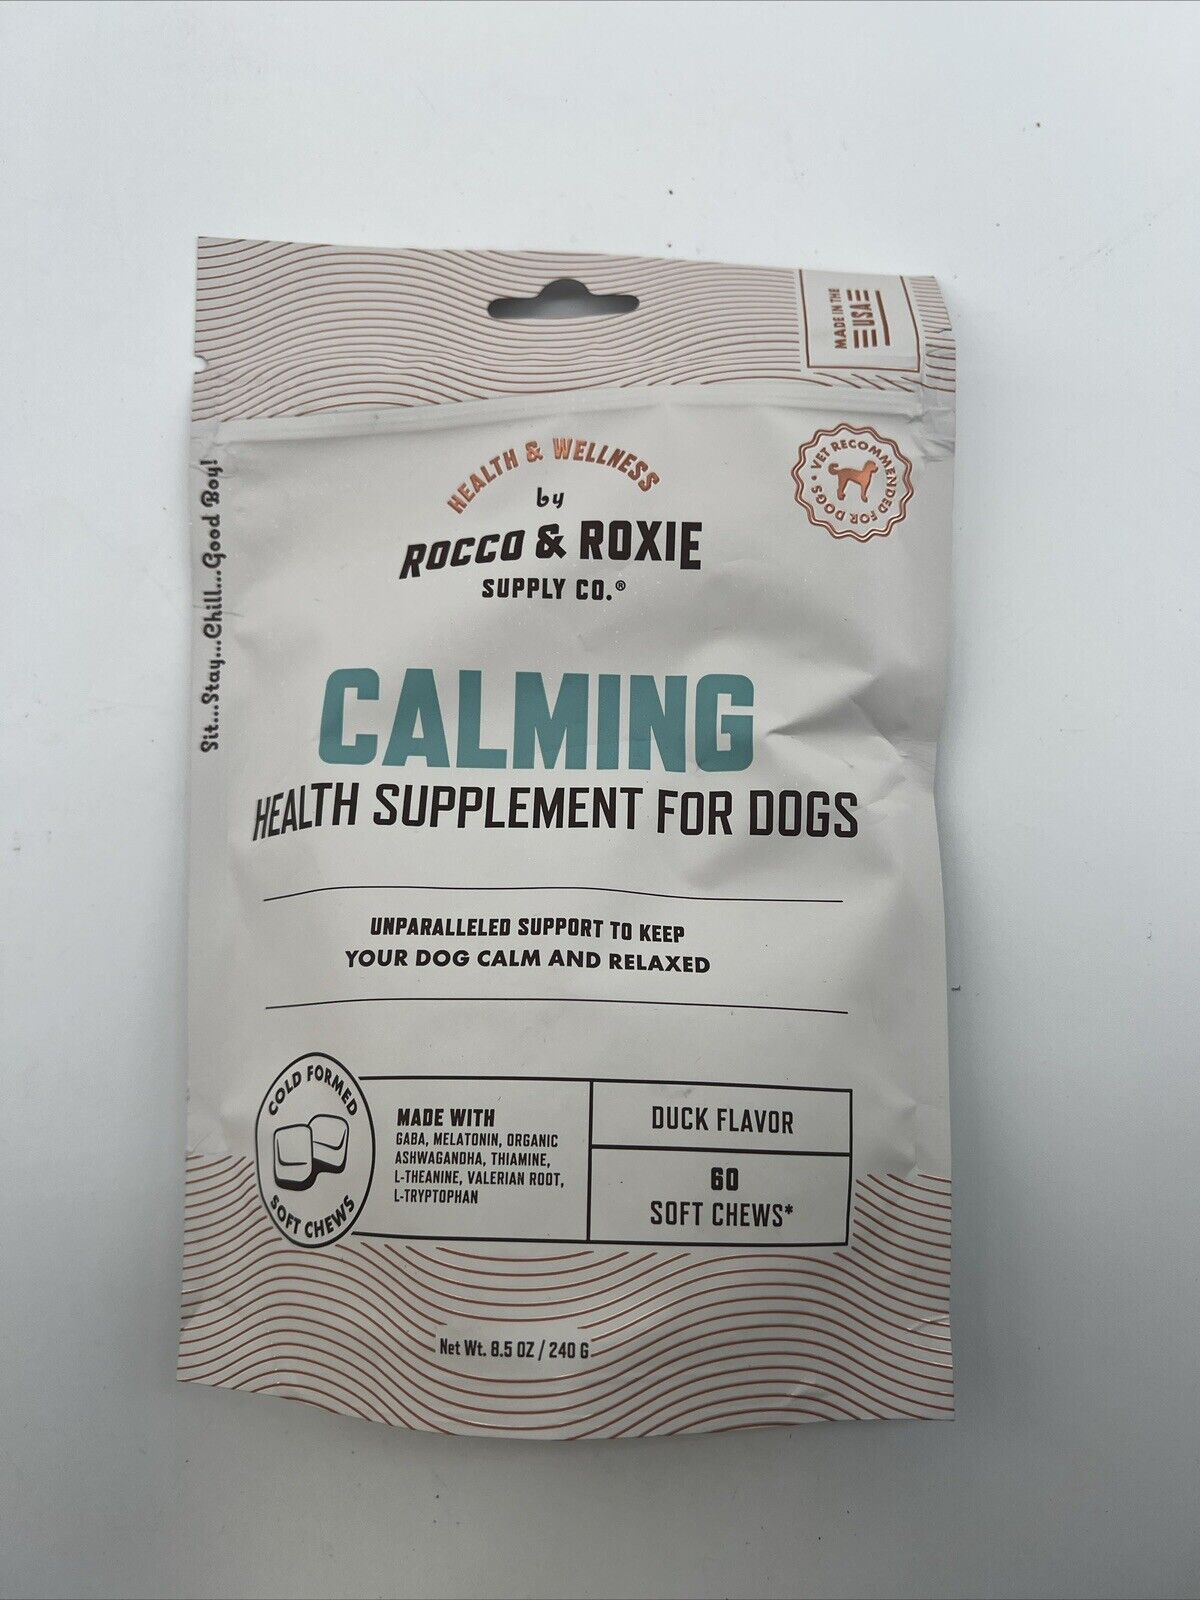 MADE IN THE
USA
VET RECOMMENDED FOR DOGS
HEALTH & WELLNESS
by
ROCCO & ROXIE
SUPPLY CO.®
Sit...Stay...Chill...Good Boy!
CALMING
HEALTH SUPPLEMENT FOR DOGS
UNPARALLELED SUPPORT TO KEEP
YOUR DOG CALM AND RELAXED
COLD FORMED
SOFT CHEWS
MADE WITH
GABA, MELATONIN, ORGANIC
ASHWAGANDHA, THIAMINE,
L-THEANINE, VALERIAN ROOT,
L-TRYPTOPHAN
DUCK FLAVOR
60
SOFT CHEWS*
Net Wt. 8.5 OZ / 240 G